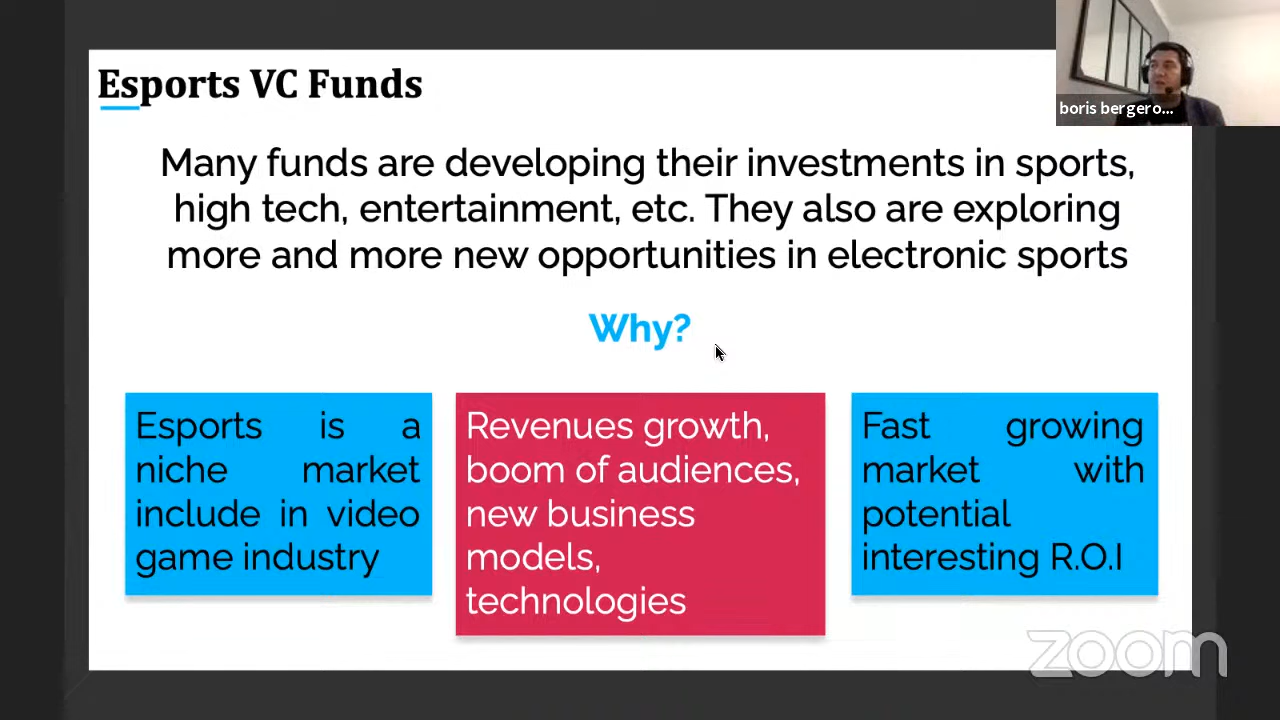 Esports VC Funds
boris bergero...
Many funds are developing their investments in sports,
high tech, entertainment, etc. They also are exploring
more and more new opportunities in electronic sports
Why?
Esports is a
niche market
include in video
game industry
Revenues growth,
boom of audiences,
new business
models,
technologies
Fast growing
market with
potential
interesting R.O.I
zoom